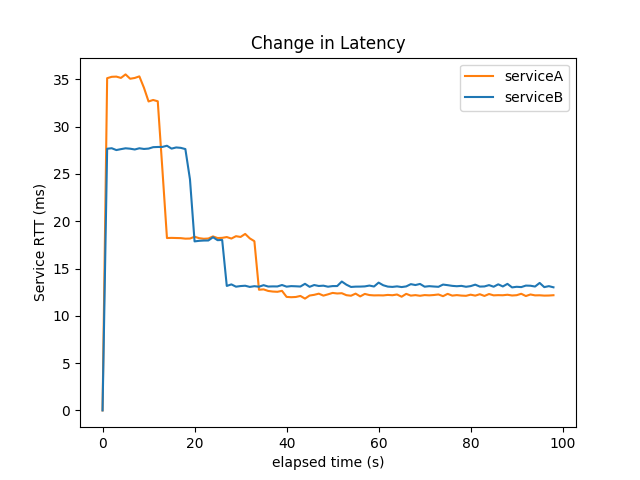 Change in Latency
serviceA
serviceB
Service RTT (ms)
35
30
25
20
15
10
5
0
0 20 40 60 80 100
elapsed time (s)